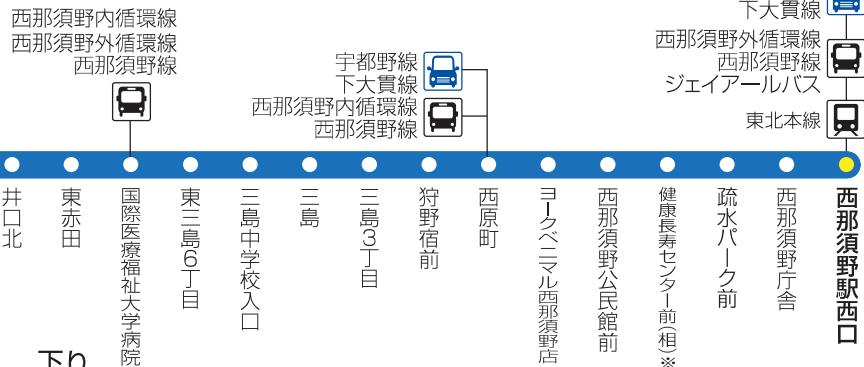 西那須野内循環線
西那須野外循環線
西那須野線
宇都野線
下大貫線
西那須野内循環線
西那須野線
下大貫線
西那須野外循環線
西那須野線
ジェイアールバス
東北本線
井口北
東赤田
国際医療福祉大学病院
東三島6丁目
三島中学校入口
三島
三島3丁目
狩野宿前
西原町
ヨークベニマル西那須野店
西那須野公民館前
健康長寿センター前(相)※
疏水パーク前
西那須野庁舎
西那須野駅西口
下り